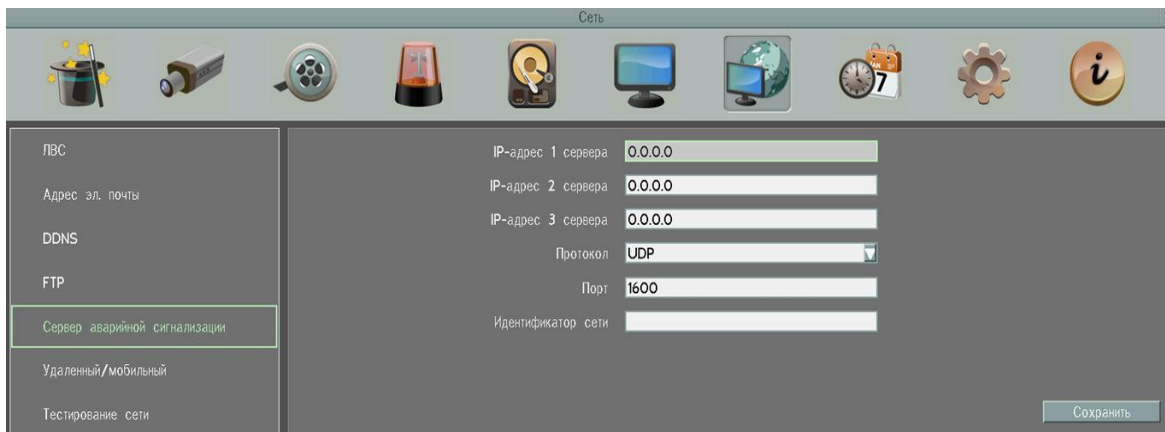 Сеть
JAN
7
i
ЛВС
Адрес эл. почты
DDNS
FTP
Сервер аварийной сигнализации
Удаленный/мобильный
Тестирование сети
IP-адрес 1 сервера 0.0.0.0
IP-адрес 2 сервера 0.0.0.0
IP-адрес 3 сервера 0.0.0.0
Протокол UDP
Порт 1600
Идентификатор сети
Сохранить